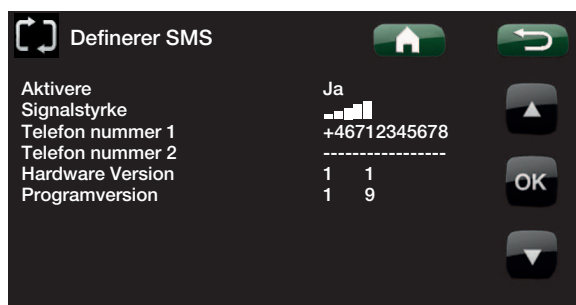 Definerer SMS
Aktivere Ja
Signalstyrke
Telefon nummer 1 +46712345678
Telefon nummer 2 -----------------
Hardware Version 1 1
Programversion 1 9
OK